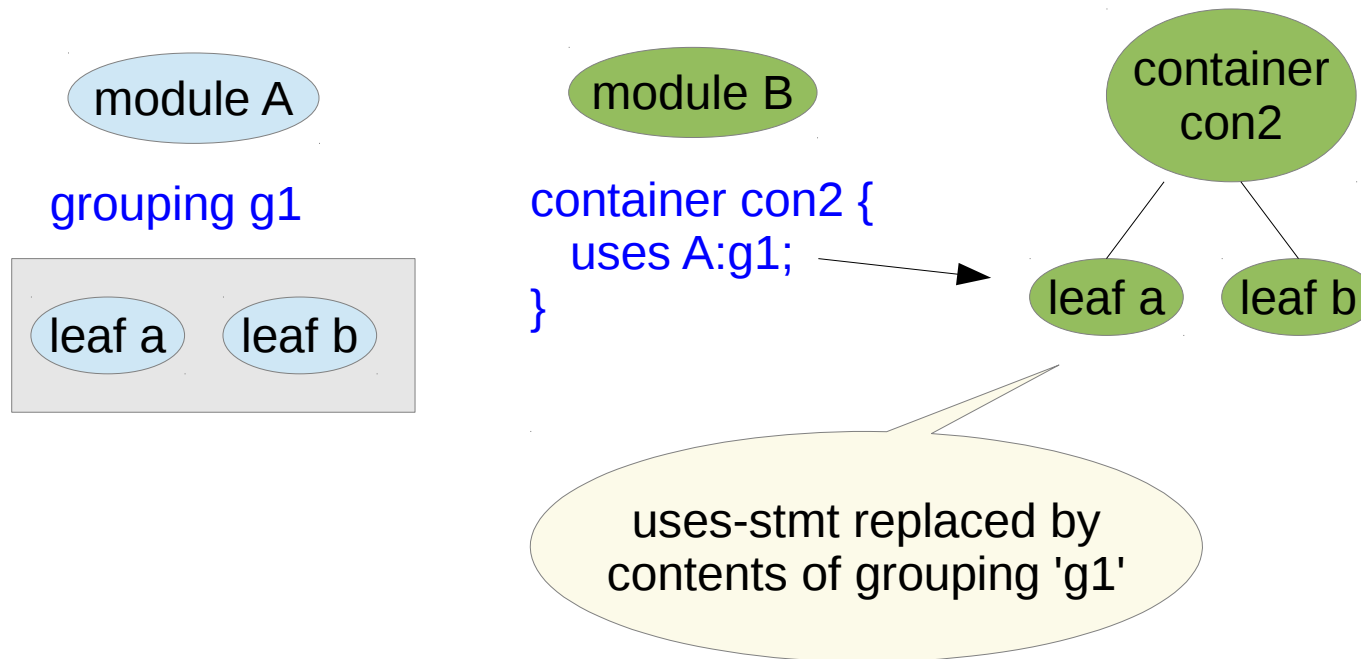 module A
grouping g1
leaf a
leaf b
module B
container con2 {
uses A:g1;
}
container
con2
leaf a
leaf b
uses-stmt replaced by
contents of grouping 'g1'